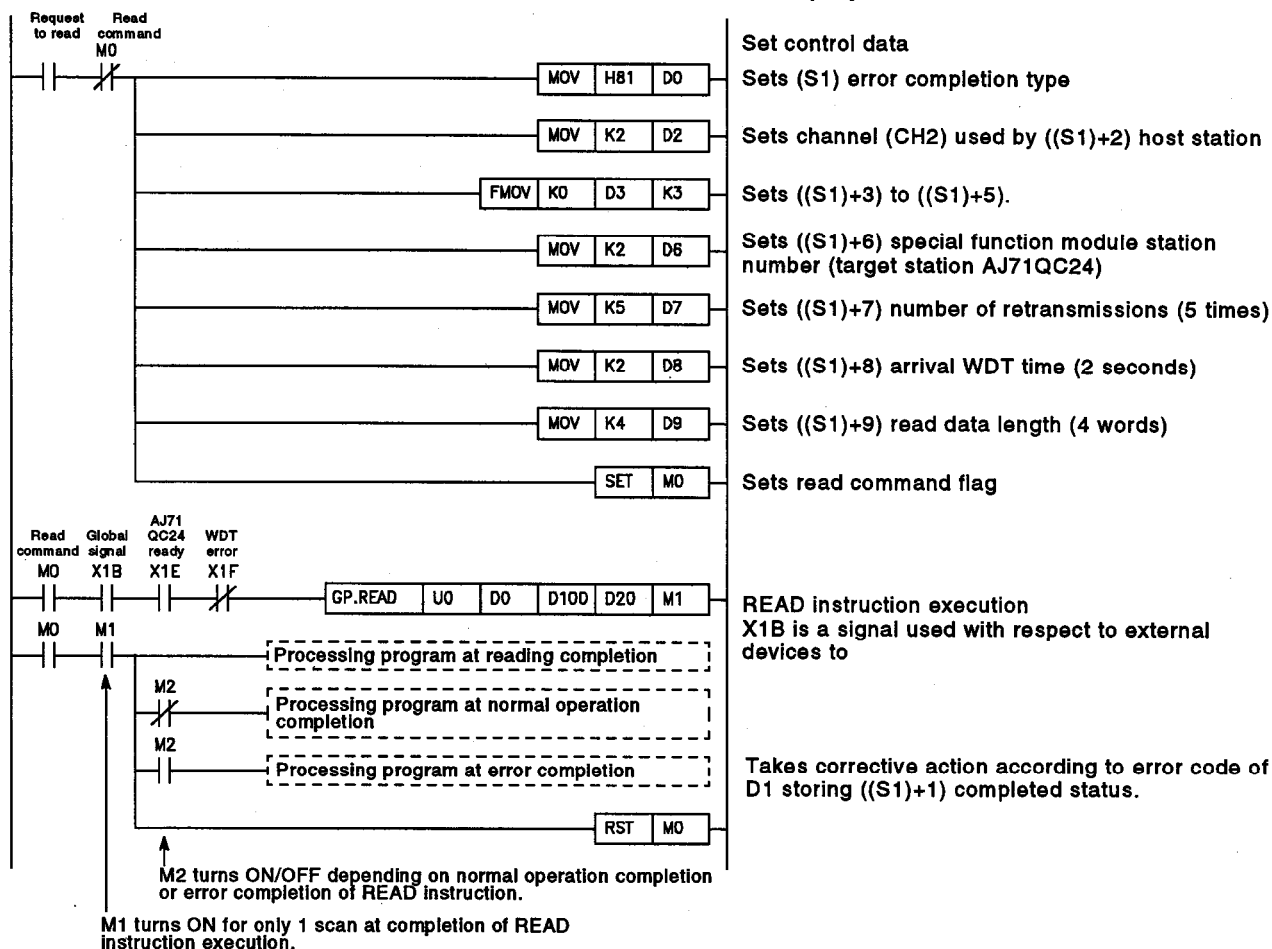 Request Read
to read command
M0
Set control data
MOV H81 D0 Sets (S1) error completion type
MOV K2 D2 Sets channel (CH2) used by ((S1)+2) host station
FMOV K0 D3 K3 Sets ((S1)+3) to ((S1)+5).
MOV K2 D6 Sets ((S1)+6) special function module station
number (target station AJ71QC24)
MOV K5 D7 Sets ((S1)+7) number of retransmissions (5 times)
MOV K2 D8 Sets ((S1)+8) arrival WDT time (2 seconds)
MOV K4 D9 Sets ((S1)+9) read data length (4 words)
SET M0 Sets read command flag
AJ71
Read Global QC24 WDT
command signal ready error
M0 X1B X1E X1F
GP.READ U0 D0 D100 D20 M1 READ instruction execution
X1B is a signal used with respect to external
devices to
M0 M1
Processing program at reading completion
M2
Processing program at normal operation
completion
M2
Processing program at error completion
Takes corrective action according to error code of
D1 storing ((S1)+1) completed status.
RST M0
M2 turns ON/OFF depending on normal operation completion
or error completion of READ instruction.
M1 turns ON for only 1 scan at completion of READ
instruction execution.